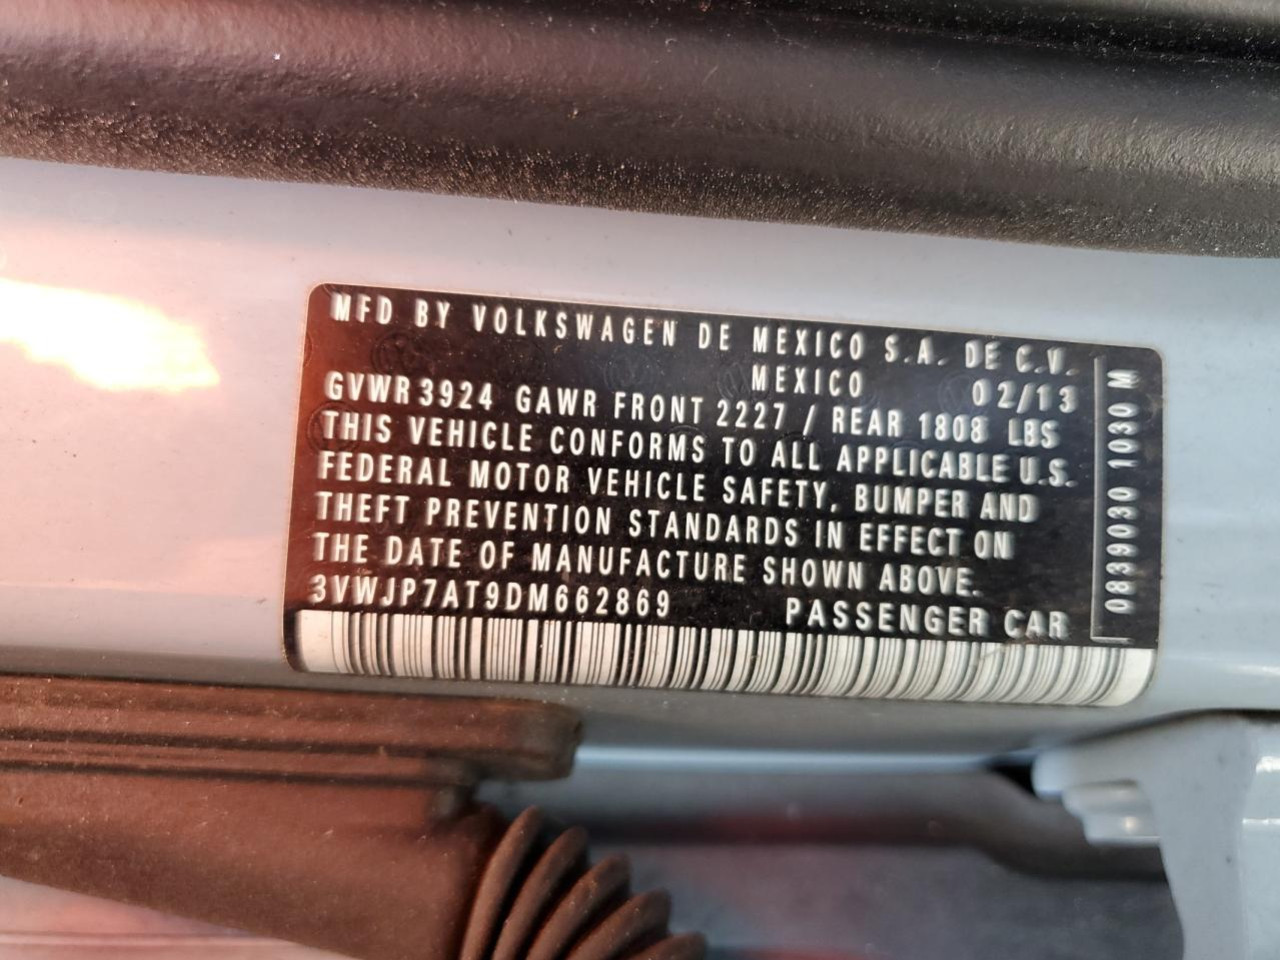 MFD BY VOLKSWAGEN DE MEXICO S.A. DE C.V.
MEXICO 02/13
GVWR 3924 GAWR FRONT 2227 / REAR 1808 LBS
THIS VEHICLE CONFORMS TO ALL APPLICABLE U.S.
FEDERAL MOTOR VEHICLE SAFETY, BUMPER AND
THEFT PREVENTION STANDARDS IN EFFECT ON
THE DATE OF MANUFACTURE SHOWN ABOVE.
3VWJP7AT9DM662869 PASSENGER CAR
0839030 1030 M